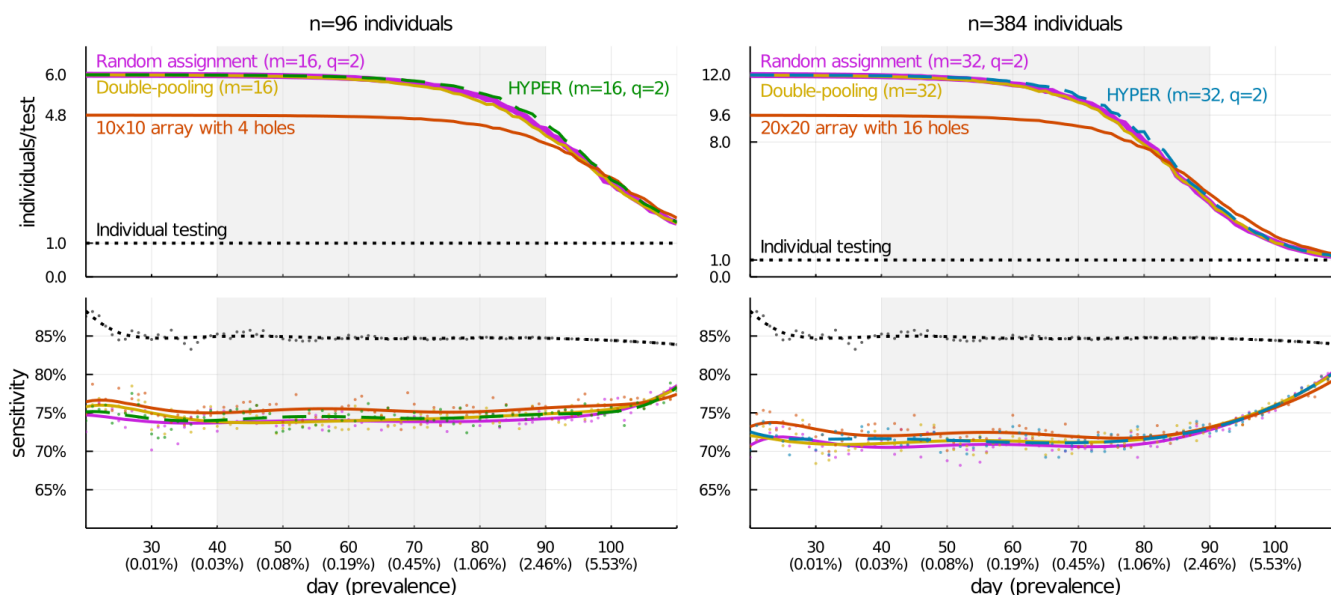 n=96 individuals
Random assignment (m=16, q=2)
Double-pooling (m=16)
HYPER (m=16, q=2)
10x10 array with 4 holes
Individual testing
individuals/test
6.0
4.8
1.0
0.0
n=384 individuals
Random assignment (m=32, q=2)
Double-pooling (m=32)
HYPER (m=32, q=2)
20x20 array with 16 holes
Individual testing
12.0
9.6
8.0
1.0
0.0
sensitivity
85%
80%
75%
70%
65%
30 40 50 60 70 80 90 100
(0.01%) (0.03%) (0.08%) (0.19%) (0.45%) (1.06%) (2.46%) (5.53%)
day (prevalence)
85%
80%
75%
70%
65%
30 40 50 60 70 80 90 100
(0.01%) (0.03%) (0.08%) (0.19%) (0.45%) (1.06%) (2.46%) (5.53%)
day (prevalence)